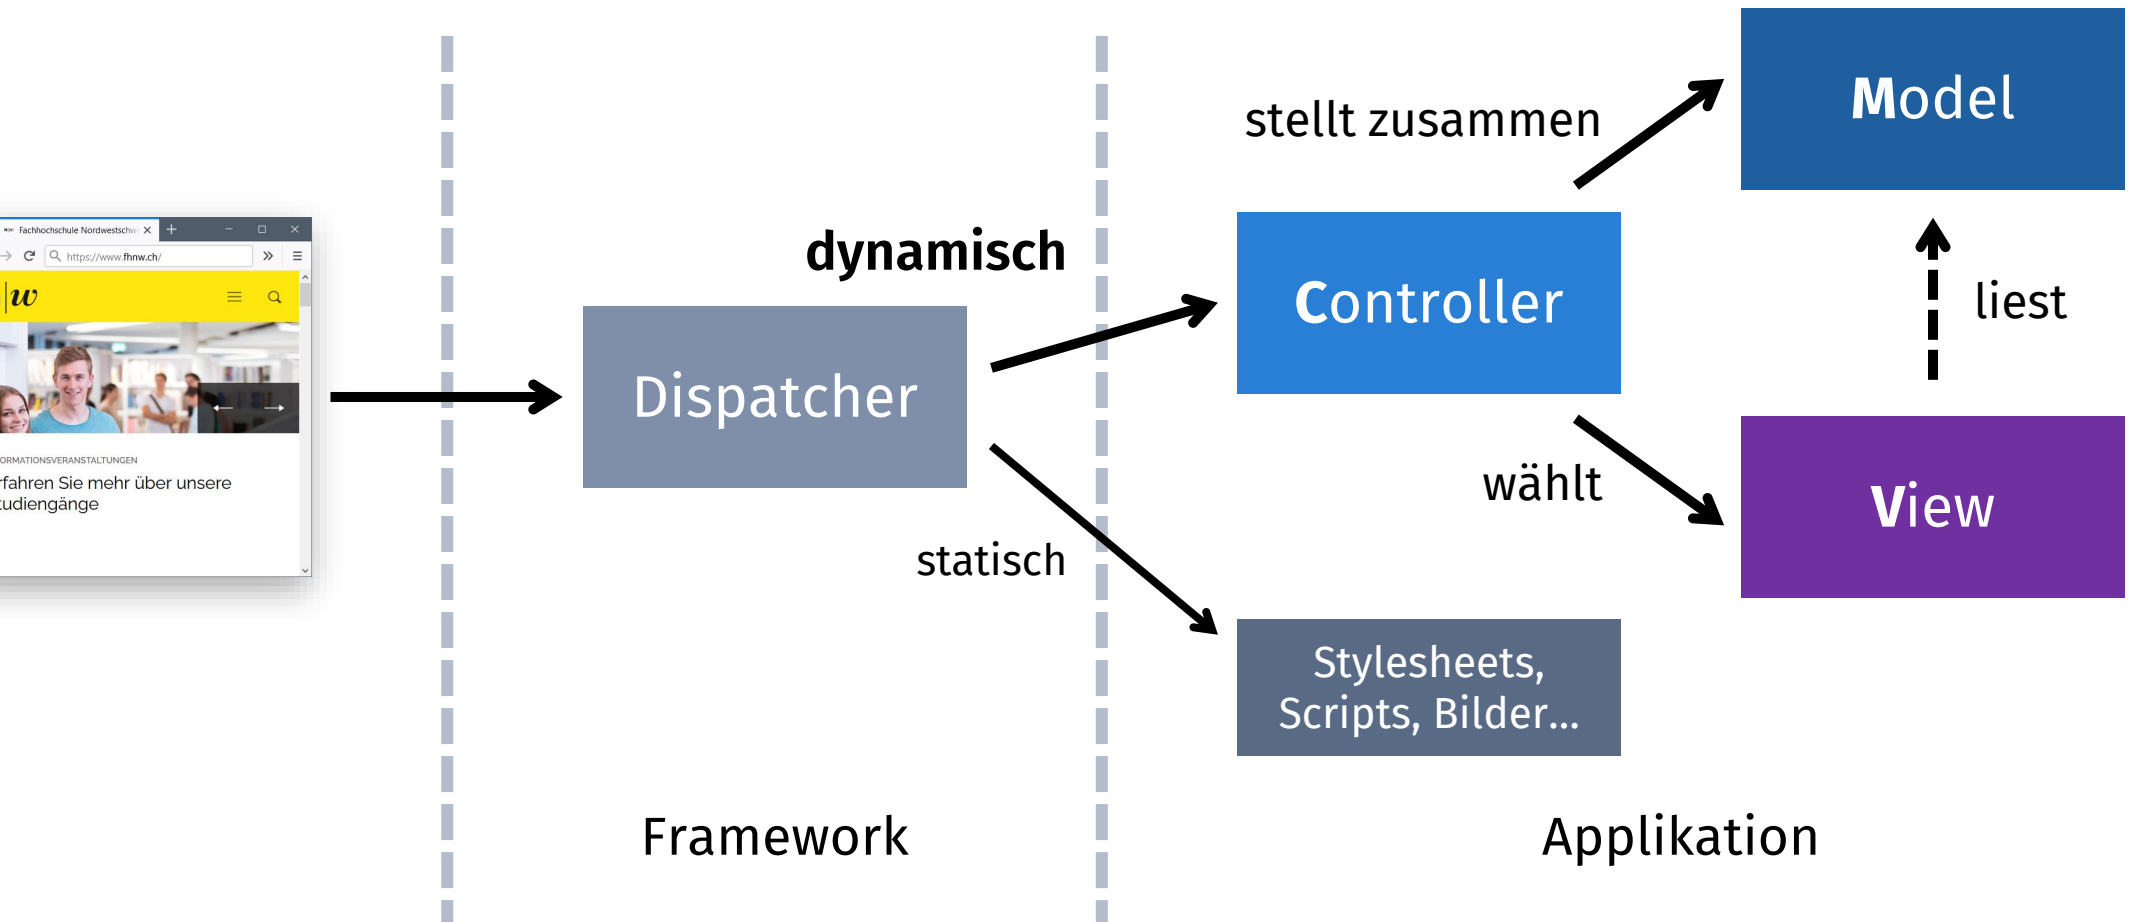 Fachhochschule Nordwestschw
https://www.fhnw.ch/
w
ORMATIONSVERANSTALTUNGEN
rfahren Sie mehr über unsere
tudiengänge
Dispatcher
dynamisch
statisch
Framework
stellt zusammen
Model
Controller
liest
wählt
View
Stylesheets,
Scripts, Bilder...
Applikation